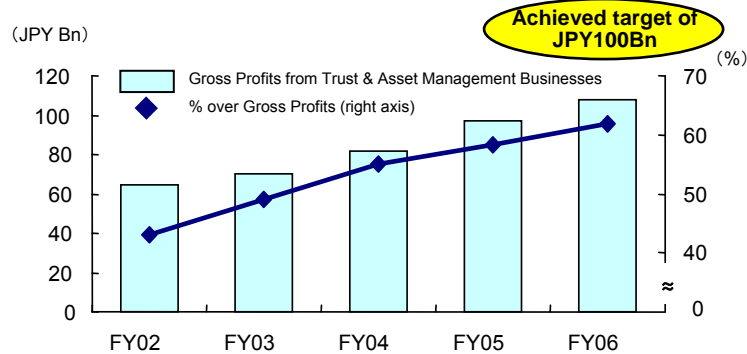 Achieved target of
JPY100Bn
（JPY Bn）
（%）
Gross Profits from Trust & Asset Management Businesses
% over Gross Profits (right axis)
120
100
80
60
40
20
0
70
60
50
40
≈
0
FY02 FY03 FY04 FY05 FY06